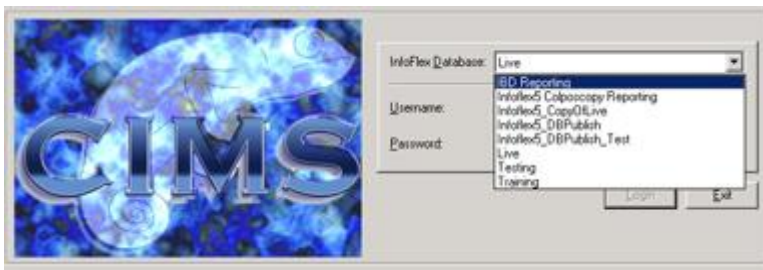 CIMS
InfoFlex Database: Live
IBD Reporting
Infoflex5 Colposcopy Reporting
Infoflex5_CopyOfLive
Username:
Infoflex5_DBPublish
Infoflex5_DBPublish_Test
Password:
Live
Testing
Training
Login Exit